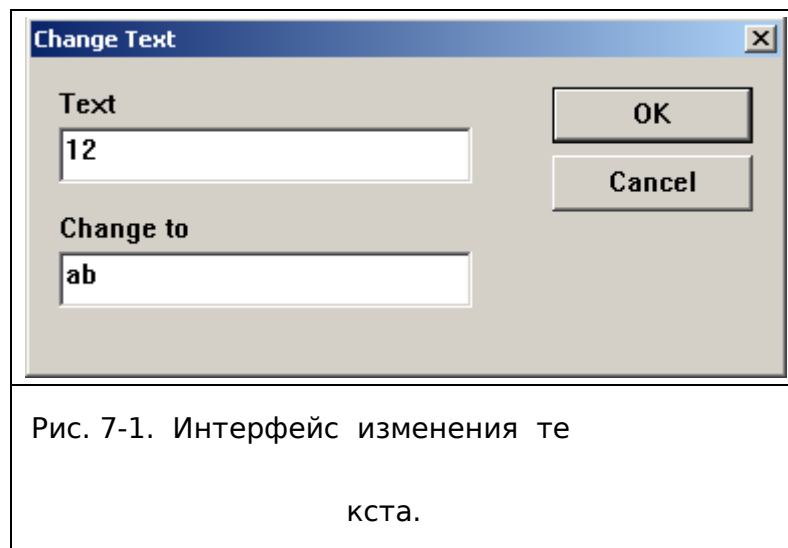 Change Text
Text
12
OK
Cancel
Change to
ab
Рис. 7-1. Интерфейс изменения те
кста.